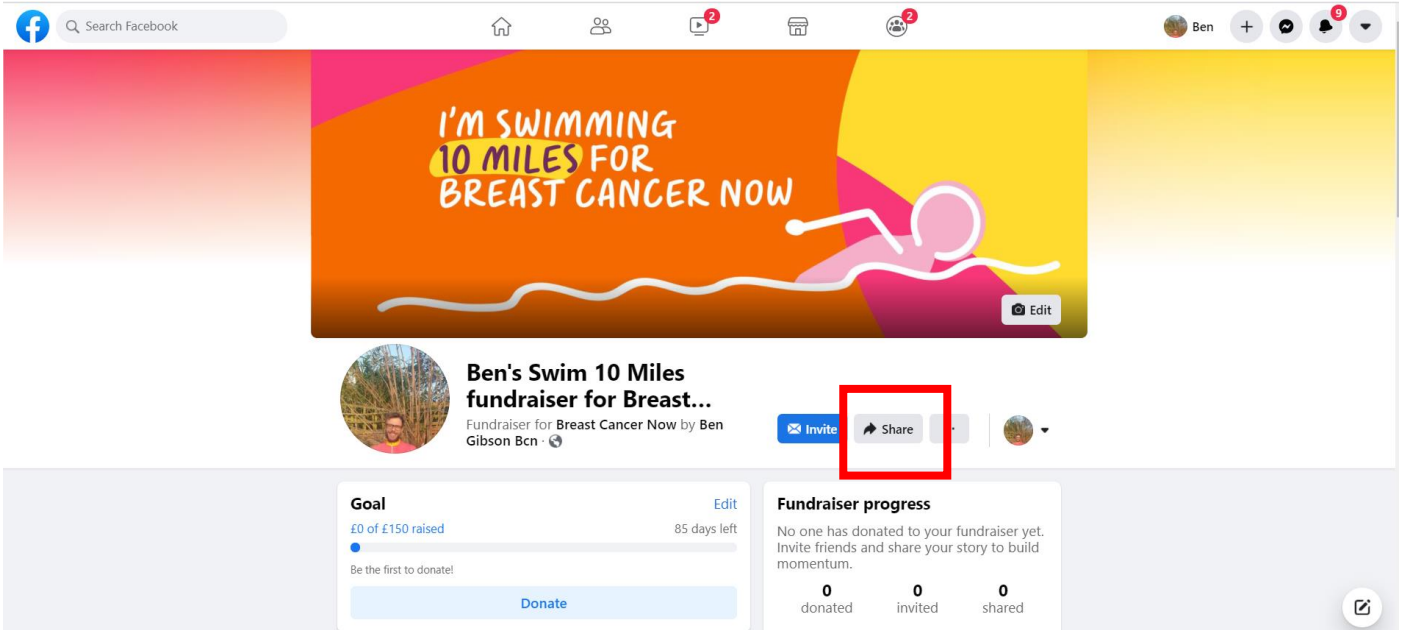 Search Facebook
2
2
Ben
9
I'M SWIMMING
10 MILES FOR
BREAST CANCER NOW
Edit
Ben's Swim 10 Miles
fundraiser for Breast...
Fundraiser for Breast Cancer Now by Ben
Gibson Bcn ·
Invite
Share
Goal
Edit
£0 of £150 raised
85 days left
Be the first to donate!
Donate
Fundraiser progress
No one has donated to your fundraiser yet.
Invite friends and share your story to build
momentum.
0 0 0
donated invited shared